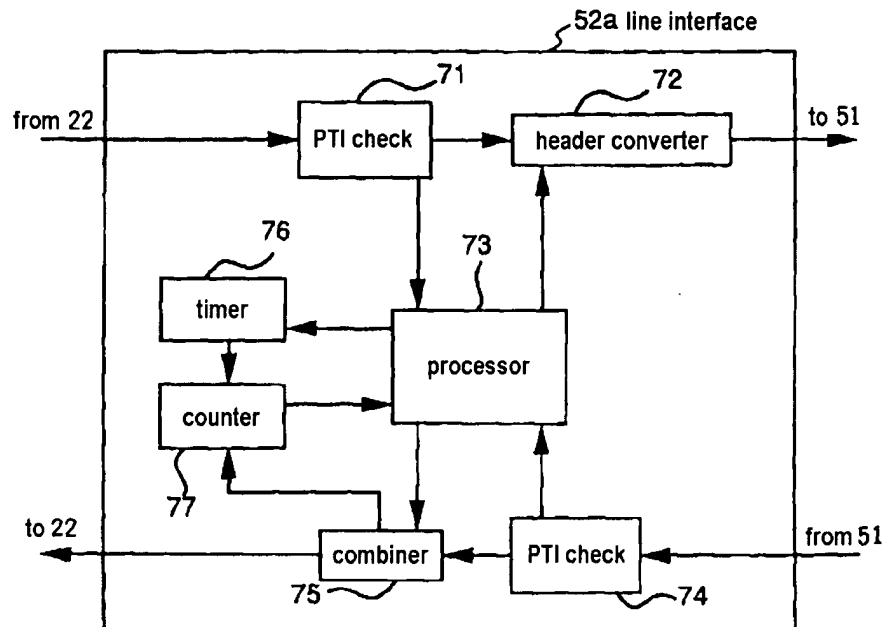 52a line interface
71
72
from 22
PTI check
header converter
to 51
76
73
timer
processor
counter
77
to 22
combiner
PTI check
from 51
75
74